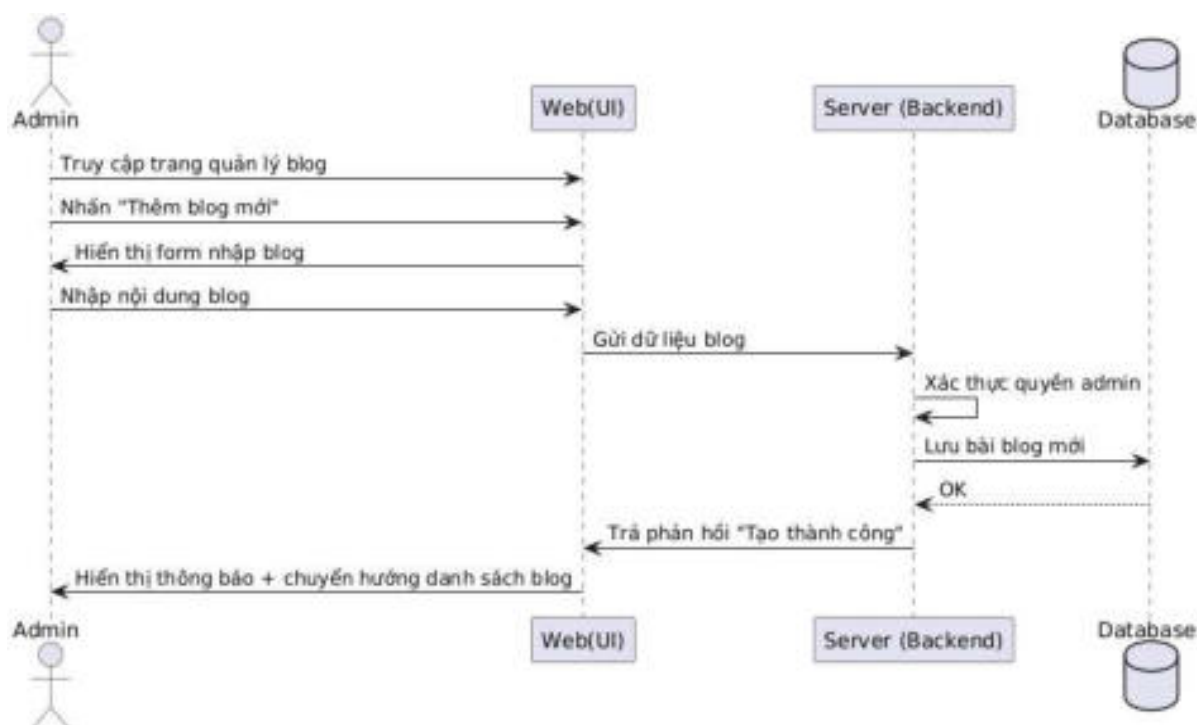 Admin
Web(UI)
Server (Backend)
Database
Truy cập trang quản lý blog
Nhấn "Thêm blog mới"
Hiển thị form nhập blog
Nhập nội dung blog
Gửi dữ liệu blog
Xác thực quyền admin
Lưu bài blog mới
OK
Trả phản hồi "Tạo thành công"
Hiển thị thông báo + chuyển hướng danh sách blog
Admin
Web(UI)
Server (Backend)
Database